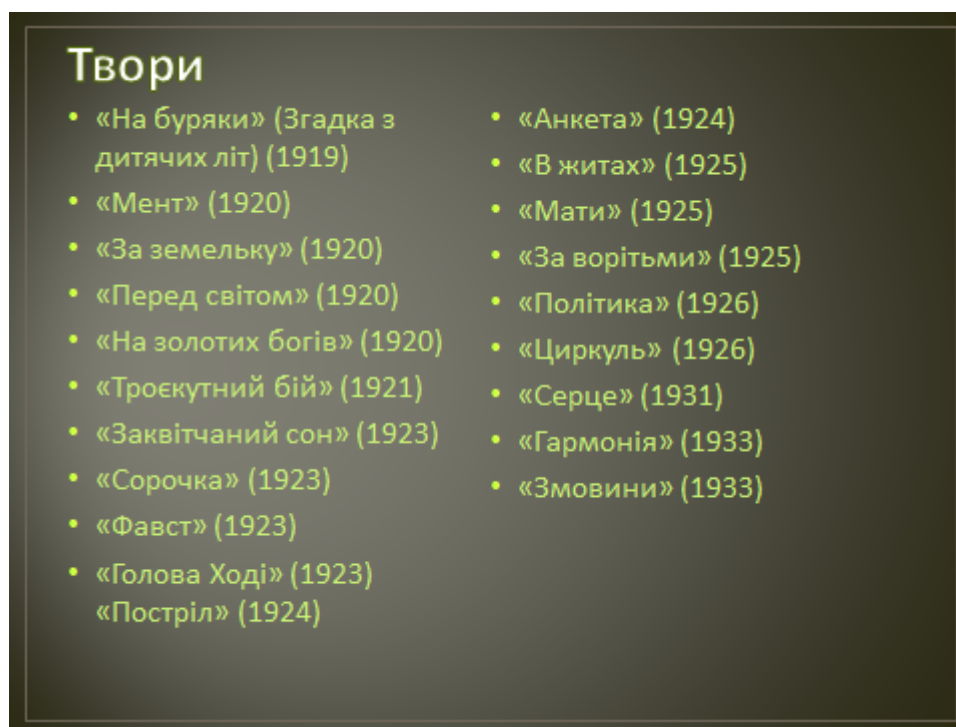 Твори
• «На буряки» (Згадка з
дитячих літ) (1919)
• «Мент» (1920)
• «За земельку» (1920)
• «Перед світом» (1920)
• «На золотих богів» (1920)
• «Троєкутний бій» (1921)
• «Заквітчаний сон» (1923)
• «Сорочка» (1923)
• «Фавст» (1923)
• «Голова Ході» (1923)
«Постріл» (1924)
• «Анкета» (1924)
• «В житах» (1925)
• «Мати» (1925)
• «За ворітьми» (1925)
• «Політика» (1926)
• «Циркуль» (1926)
• «Серце» (1931)
• «Гармонія» (1933)
• «Змовини» (1933)